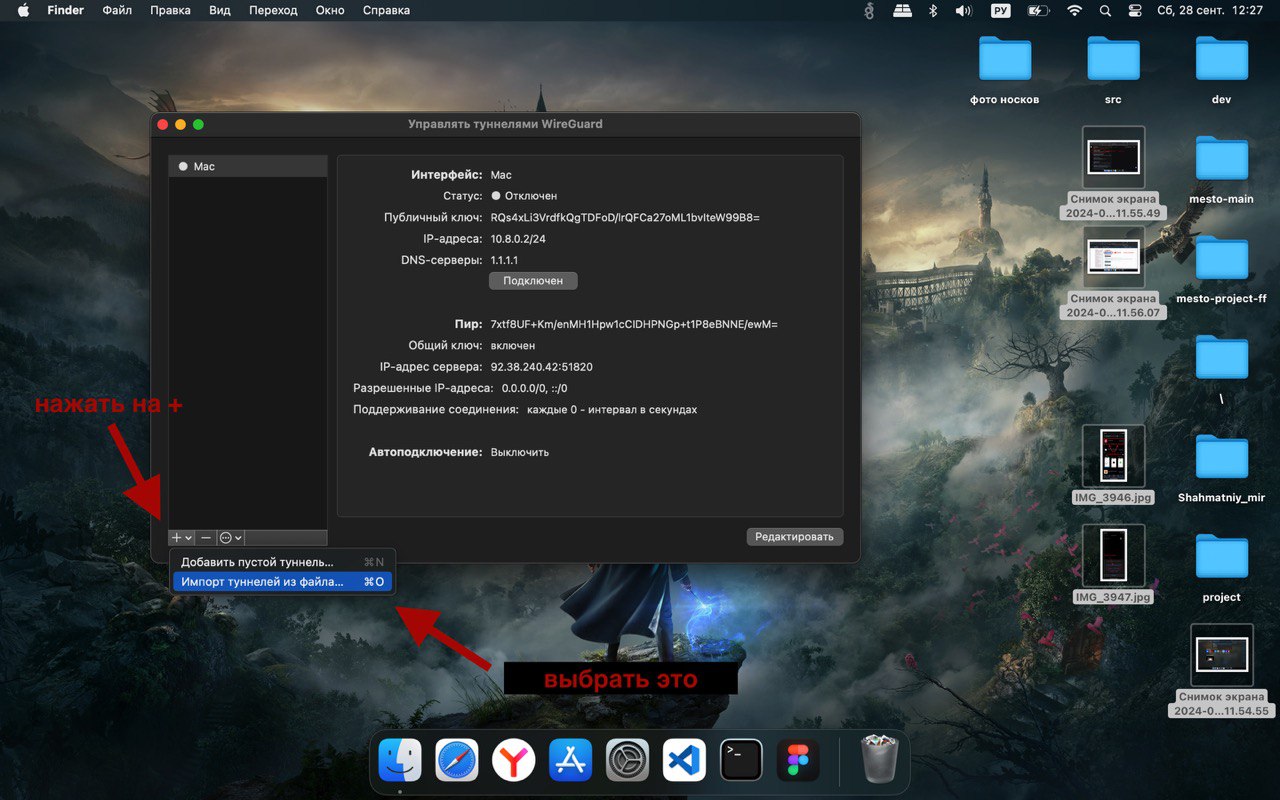 Finder Файл Правка Вид Переход Окно Справка РУ Сб, 28 сент. 12:27
фото носков
src
dev
Управлять туннелями WireGuard
Mac
Интерфейс: Mac
Статус: Отключен
Публичный ключ: RQs4xLi3VrdfkQgTDFoD/lrQFCa27oML1bvIteW99B8=
IP-адреса: 10.8.0.2/24
DNS-серверы: 1.1.1.1
Подключен
Пир: 7xtf8UF+Km/enMH1Hpw1cClDHPNGp+t1P8eBNNE/ewM=
Общий ключ: включен
IP-адрес сервера: 92.38.240.42:51820
Разрешенные IP-адреса: 0.0.0.0/0, ::/0
Поддерживание соединения: каждые 0 - интервал в секундах
Автоподключение: Выключить
Редактировать
нажать на +
Добавить пустой туннель... ⌘N
Импорт туннелей из файла... ⌘O
выбрать это
Снимок экрана
2024-0...11.55.49
mesto-main
Снимок экрана
2024-0...11.56.07
mesto-project-ff
\
IMG_3946.jpg
Shahmatniy_mir
IMG_3947.jpg
project
Снимок экрана
2024-0...11.54.55